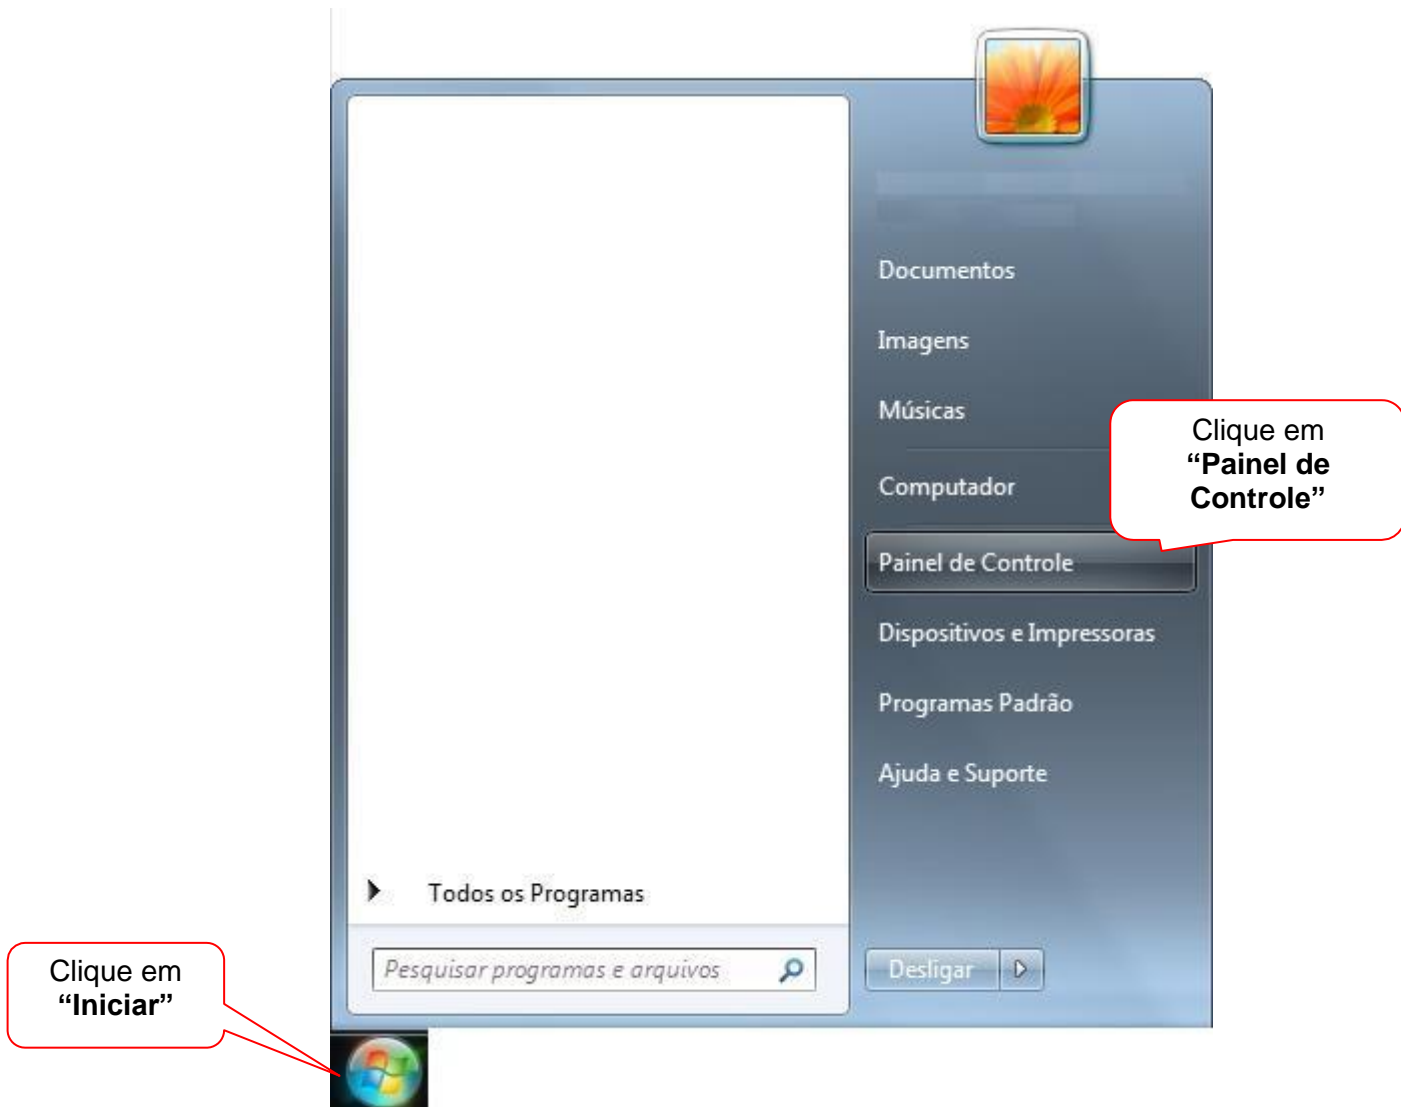 Documentos
Imagens
Músicas
Clique em
“Painel de
Controle”
Computador
Painel de Controle
Dispositivos e Impressoras
Programas Padrão
Ajuda e Suporte
Todos os Programas
Pesquisar programas e arquivos
Desligar
Clique em
“Iniciar”